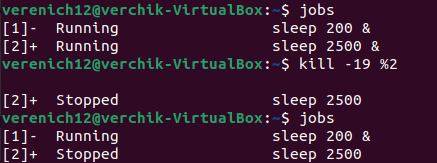 verenich12@verchik-VirtualBox:~$ jobs
[1]-  Running                 sleep 200 &
[2]+  Running                 sleep 2500 &
verenich12@verchik-VirtualBox:~$ kill -19 %2

[2]+  Stopped                 sleep 2500
verenich12@verchik-VirtualBox:~$ jobs
[1]-  Running                 sleep 200 &
[2]+  Stopped                 sleep 2500